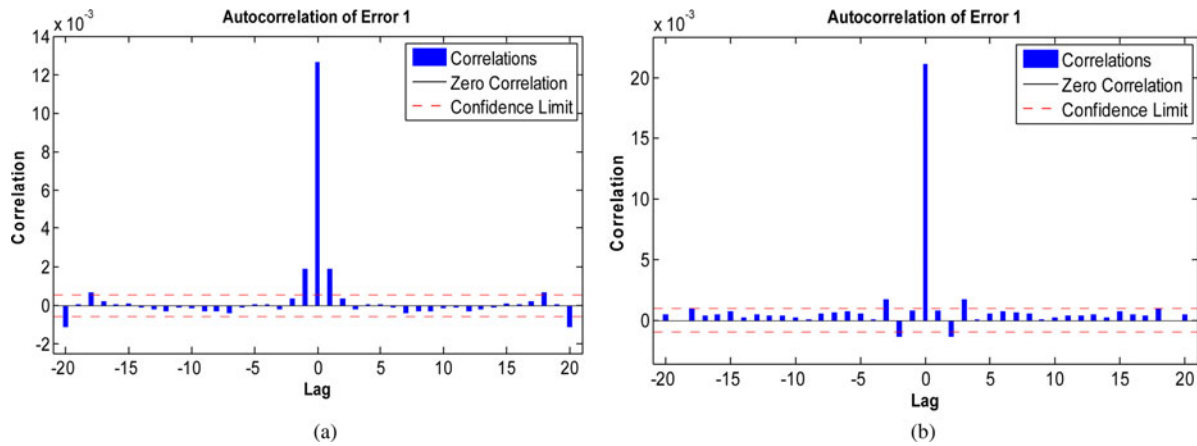 Autocorrelation of Error 1
x 10⁻³
14
12
10
8
6
4
2
0
-2
-20 -15 -10 -5 0 5 10 15 20
Correlation
Lag
Correlations
Zero Correlation
Confidence Limit
(a)
Autocorrelation of Error 1
x 10⁻³
20
15
10
5
0
-20 -15 -10 -5 0 5 10 15 20
Correlation
Lag
Correlations
Zero Correlation
Confidence Limit
(b)